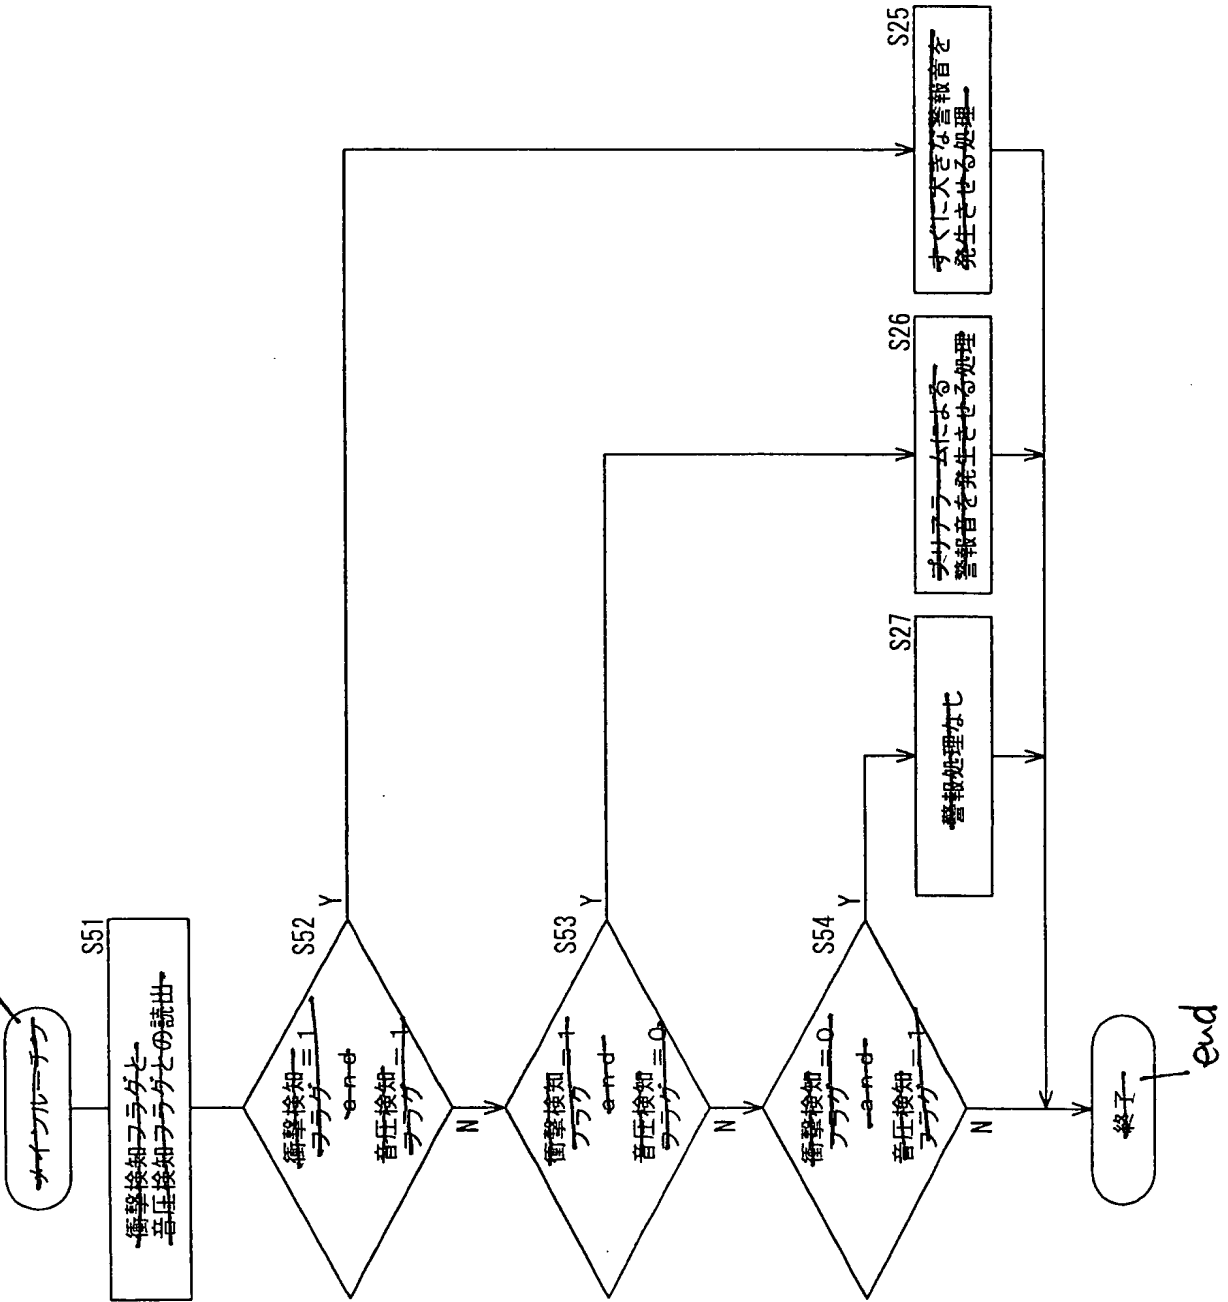 メインルーチン
S51
衝撃検知フラグと
音圧検知フラグとの読出
S52
衝撃検知
フラグ = 1
and
音圧検知
フラグ = 1
Y
N
S53
衝撃検知
フラグ = 1
and
音圧検知
フラグ = 0
Y
N
S54
衝撃検知
フラグ = 0
and
音圧検知
フラグ = 1
Y
N
S27
警報処理なし
S26
プリアラームによる
警報音を発生させる処理
S25
すぐに大きな警報音を
発生させる処理
終了
end